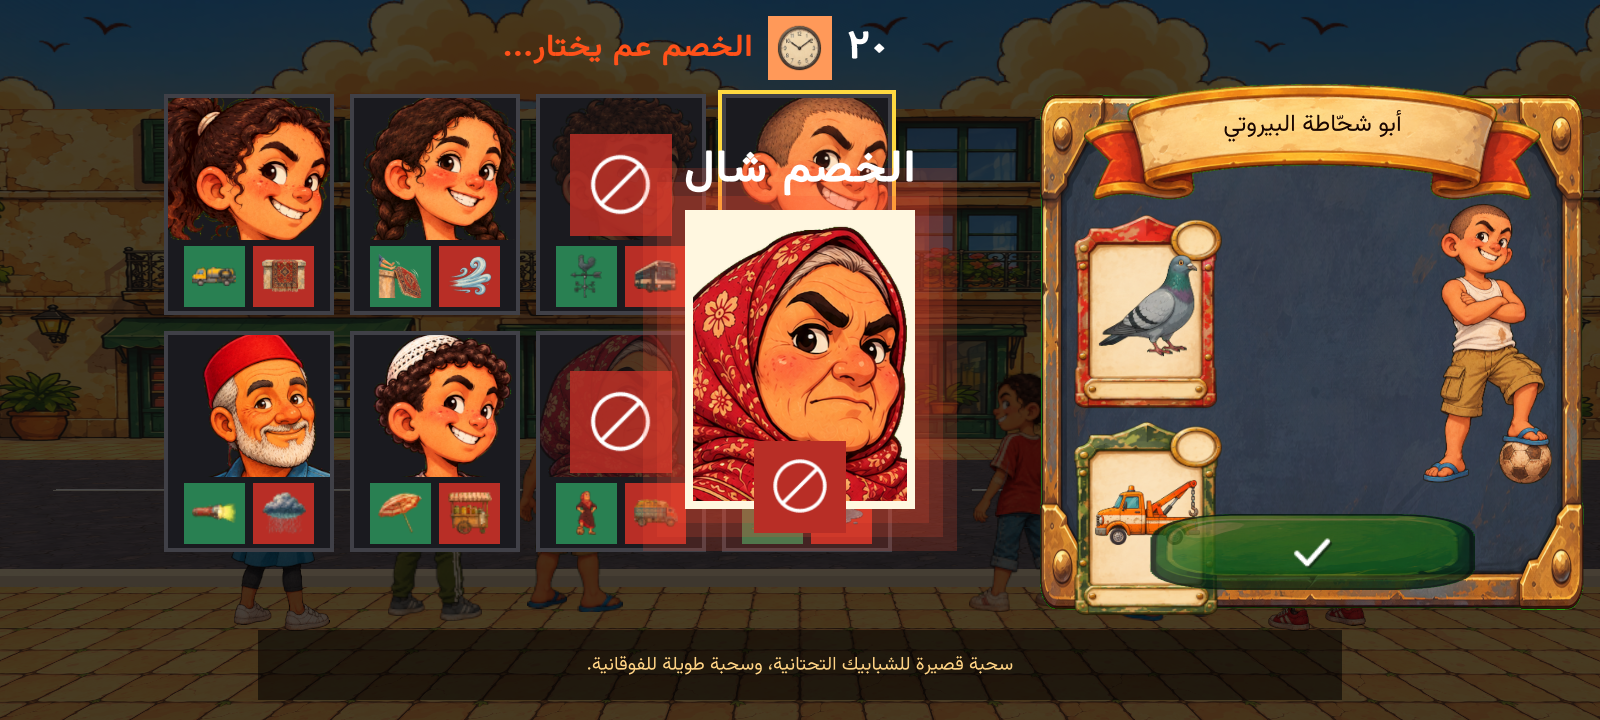 ٢٠
الخصم عم يختار...
أبو شحّاطة البيروتي
الخصم شال
سحبة قصيرة للشبابيك التحتانية، وسحبة طويلة للفوقانية.